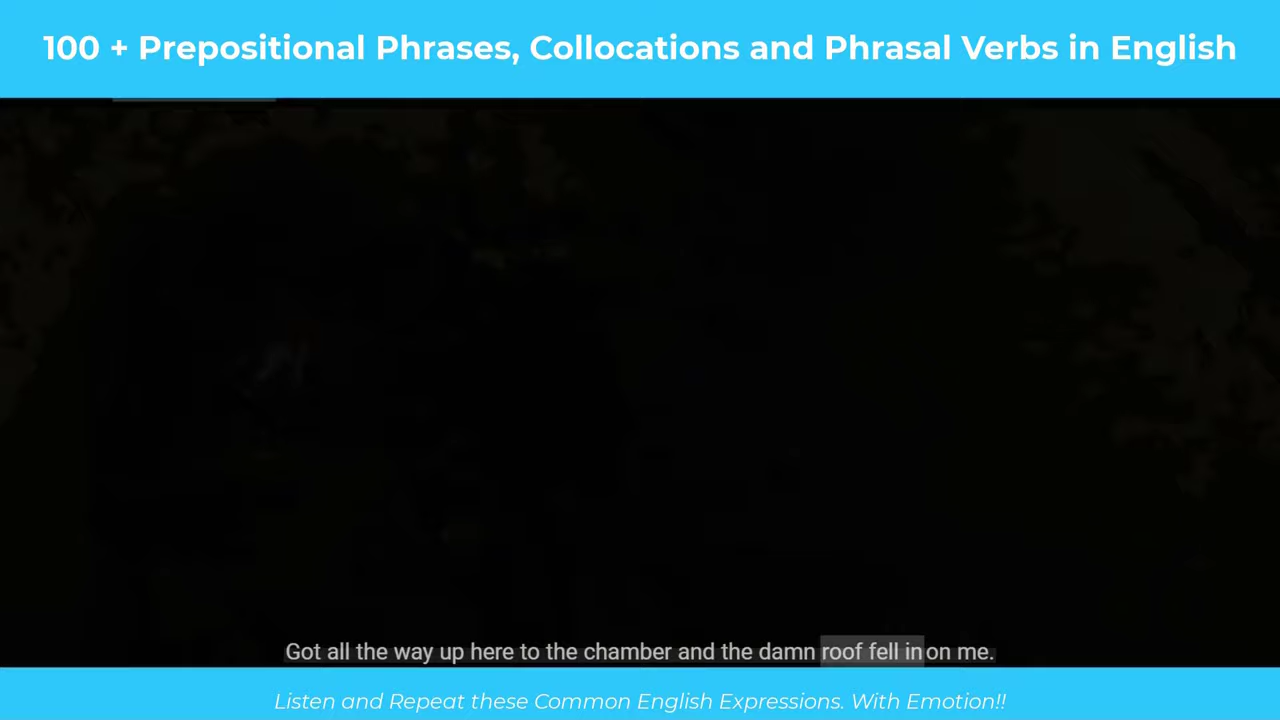 100 + Prepositional Phrases, Collocations and Phrasal Verbs in English
Got all the way up here to the chamber and the damn roof fell in on me.
Listen and Repeat these Common English Expressions. With Emotion!!